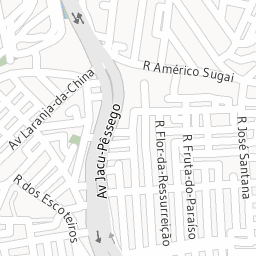 R Américo Sugai
Av Laranja-da-China
Av Jacu-Pêssego
R Flor-da-Ressurreição
R Fruta-do-Paraíso
R José Santana
R dos Escoteiros